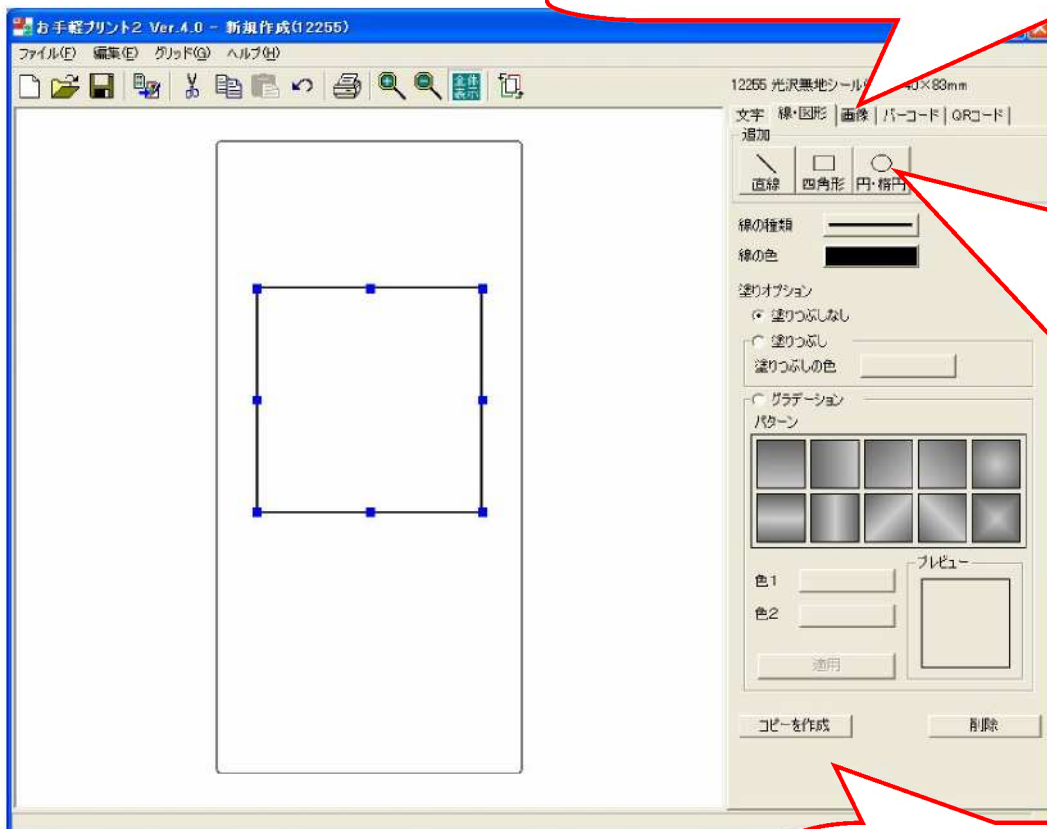 お手軽プリント2 Ver.4.0 - 新規作成(12255)
ファイル(F) 編集(E) グリッド(G) ヘルプ(H)
全体
表示
12255 光沢無地シール 40×83mm
文字 線・図形 画像 バーコード QRコード
追加
直線 四角形 円・楕円
線の種類
線の色
塗りオプション
塗りつぶしなし
塗りつぶし
塗りつぶしの色
グラデーション
パターン
プレビュー
色1
色2
適用
コピーを作成 削除